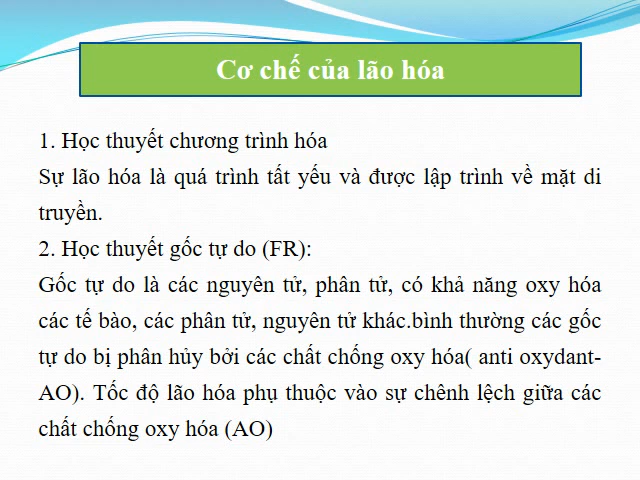 Cơ chế của lão hóa
1. Học thuyết chương trình hóa
Sự lão hóa là quá trình tất yếu và được lập trình về mặt di
truyền.
2. Học thuyết gốc tự do (FR):
Gốc tự do là các nguyên tử, phân tử, có khả năng oxy hóa
các tế bào, các phân tử, nguyên tử khác.bình thường các gốc
tự do bị phân hủy bởi các chất chống oxy hóa( anti oxydant-
AO). Tốc độ lão hóa phụ thuộc vào sự chênh lệch giữa các
chất chống oxy hóa (AO)